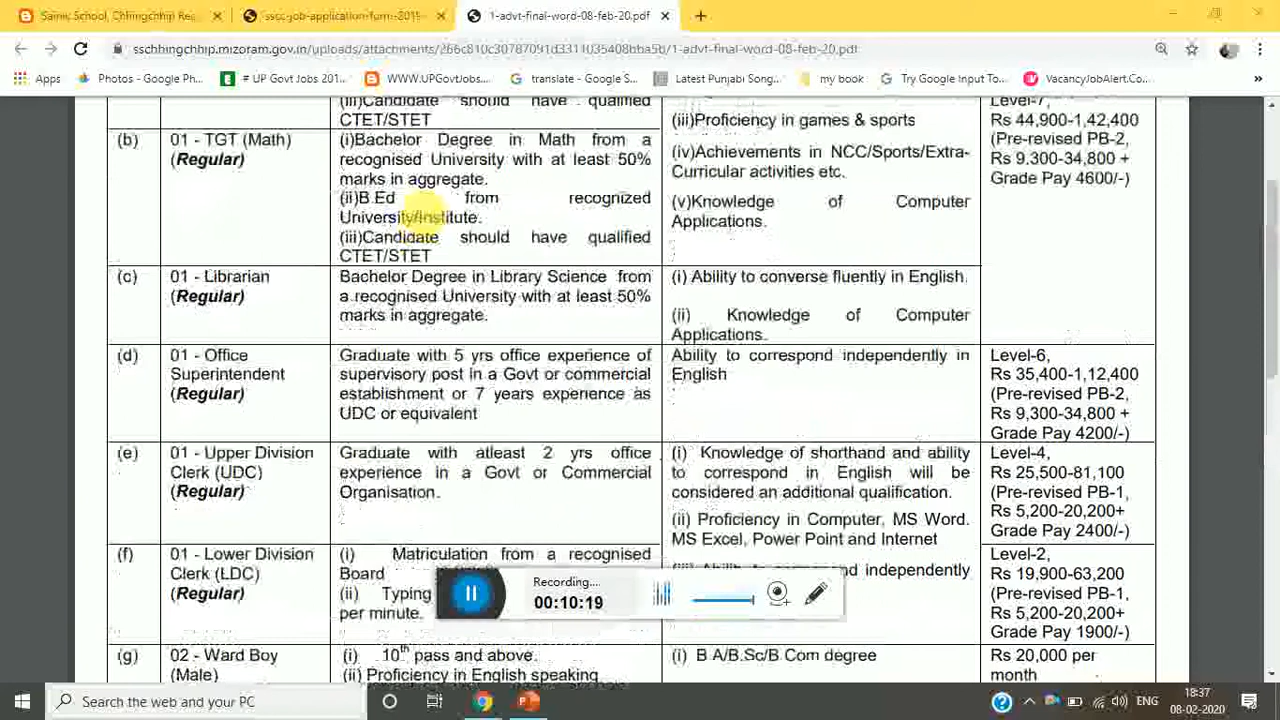 Sainic School, Chhingchhip Re
sscc-job-application-form--2019
1-advt-final-word-08-feb-20.pdf
sschhingchhip.mizoram.gov.in/uploads/attachments/266c810c30787091d3311035408bba5b/1-advt-final-word-08-feb-20.pdf
Apps
Photos - Google Ph...
# UP Govt Jobs 201...
WWW.UPGovtJobs...
translate - Google S...
Latest Punjabi Song...
my book
Try Google Input To...
VacancyJobAlert.Co...
(iii)Candidate should have qualified
CTET/STET
(iii)Proficiency in games & sports
(iv)Achievements in NCC/Sports/Extra-
Curricular activities etc.
(v)Knowledge of Computer
Applications.
Level-7,
Rs 44,900-1,42,400
(Pre-revised PB-2,
Rs 9,300-34,800 +
Grade Pay 4600/-)
(b)
01 - TGT (Math)
(Regular)
(i)Bachelor Degree in Math from a
recognised University with at least 50%
marks in aggregate.
(ii)B.Ed from recognized
University/Institute.
(iii)Candidate should have qualified
CTET/STET
(c)
01 - Librarian
(Regular)
Bachelor Degree in Library Science from
a recognised University with at least 50%
marks in aggregate.
(i) Ability to converse fluently in English.
(ii) Knowledge of Computer
Applications.
(d)
01 - Office
Superintendent
(Regular)
Graduate with 5 yrs office experience of
supervisory post in a Govt or commercial
establishment or 7 years experience as
UDC or equivalent
Ability to correspond independently in
English
Level-6,
Rs 35,400-1,12,400
(Pre-revised PB-2,
Rs 9,300-34,800 +
Grade Pay 4200/-)
(e)
01 - Upper Division
Clerk (UDC)
(Regular)
Graduate with atleast 2 yrs office
experience in a Govt or Commercial
Organisation.
(i) Knowledge of shorthand and ability
to correspond in English will be
considered an additional qualification.
(ii) Proficiency in Computer, MS Word.
MS Excel, Power Point and Internet
Level-4,
Rs 25,500-81,100
(Pre-revised PB-1,
Rs 5,200-20,200+
Grade Pay 2400/-)
(f)
01 - Lower Division
Clerk (LDC)
(Regular)
(i) Matriculation from a recognised
Board
(ii) Typing
per minute.
independently
Level-2,
Rs 19,900-63,200
(Pre-revised PB-1,
Rs 5,200-20,200+
Grade Pay 1900/-)
Recording....
00:10:19
(g)
02 - Ward Boy
(Male)
(i) 10th pass and above.
(ii) Proficiency in English speaking
(i) B A/B.Sc/B.Com degree
Rs 20,000 per
month
Search the web and your PC
ENG
18:37
08-02-2020